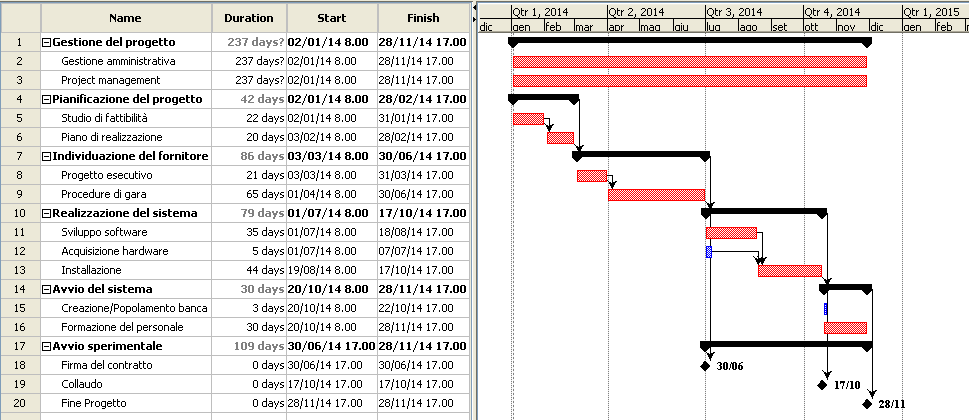 Name Duration Start Finish
Qtr 1, 2014 Qtr 2, 2014 Qtr 3, 2014 Qtr 4, 2014 Qtr 1, 2015
dic gen feb mar apr mag giu lug ago set ott nov dic gen feb
1 Gestione del progetto 237 days? 02/01/14 8.00 28/11/14 17.00
2 Gestione amministrativa 237 days? 02/01/14 8.00 28/11/14 17.00
3 Project management 237 days? 02/01/14 8.00 28/11/14 17.00
4 Pianificazione del progetto 42 days 02/01/14 8.00 28/02/14 17.00
5 Studio di fattibilità 22 days 02/01/14 8.00 31/01/14 17.00
6 Piano di realizzazione 20 days 03/02/14 8.00 28/02/14 17.00
7 Individuazione del fornitore 86 days 03/03/14 8.00 30/06/14 17.00
8 Progetto esecutivo 21 days 03/03/14 8.00 31/03/14 17.00
9 Procedure di gara 65 days 01/04/14 8.00 30/06/14 17.00
10 Realizzazione del sistema 79 days 01/07/14 8.00 17/10/14 17.00
11 Sviluppo software 35 days 01/07/14 8.00 18/08/14 17.00
12 Acquisizione hardware 5 days 01/07/14 8.00 07/07/14 17.00
13 Installazione 44 days 19/08/14 8.00 17/10/14 17.00
14 Avvio del sistema 30 days 20/10/14 8.00 28/11/14 17.00
15 Creazione/Popolamento banca 3 days 20/10/14 8.00 22/10/14 17.00
16 Formazione del personale 30 days 20/10/14 8.00 28/11/14 17.00
17 Avvio sperimentale 109 days 30/06/14 17.00 28/11/14 17.00
18 Firma del contratto 0 days 30/06/14 17.00 30/06/14 17.00 30/06
19 Collaudo 0 days 17/10/14 17.00 17/10/14 17.00 17/10
20 Fine Progetto 0 days 28/11/14 17.00 28/11/14 17.00 28/11